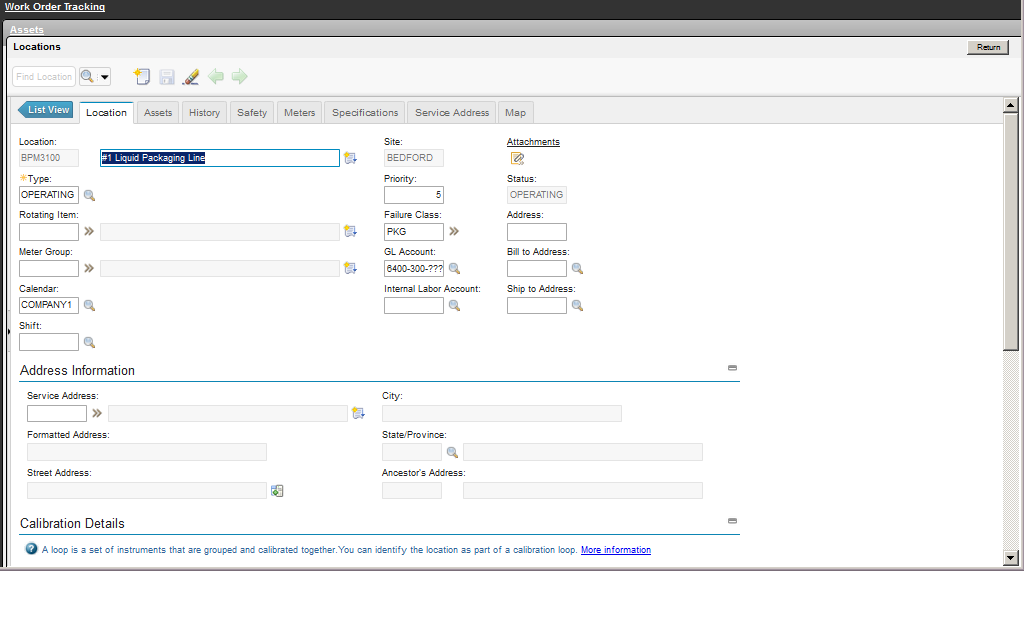 Work Order Tracking
Assets
Locations
Return
Find Location
List View Location Assets History Safety Meters Specifications Service Address Map
Location: Site: Attachments
BPM3100 #1 Liquid Packaging Line BEDFORD
Type: Priority: Status:
OPERATING 5 OPERATING
Rotating Item: Failure Class: Address:
PKG
Meter Group: GL Account: Bill to Address:
6400-300-???
Calendar: Internal Labor Account: Ship to Address:
COMPANY1
Shift:
Address Information
Service Address: City:
Formatted Address: State/Province:
Street Address: Ancestor's Address:
Calibration Details
A loop is a set of instruments that are grouped and calibrated together.You can identify the location as part of a calibration loop. More information